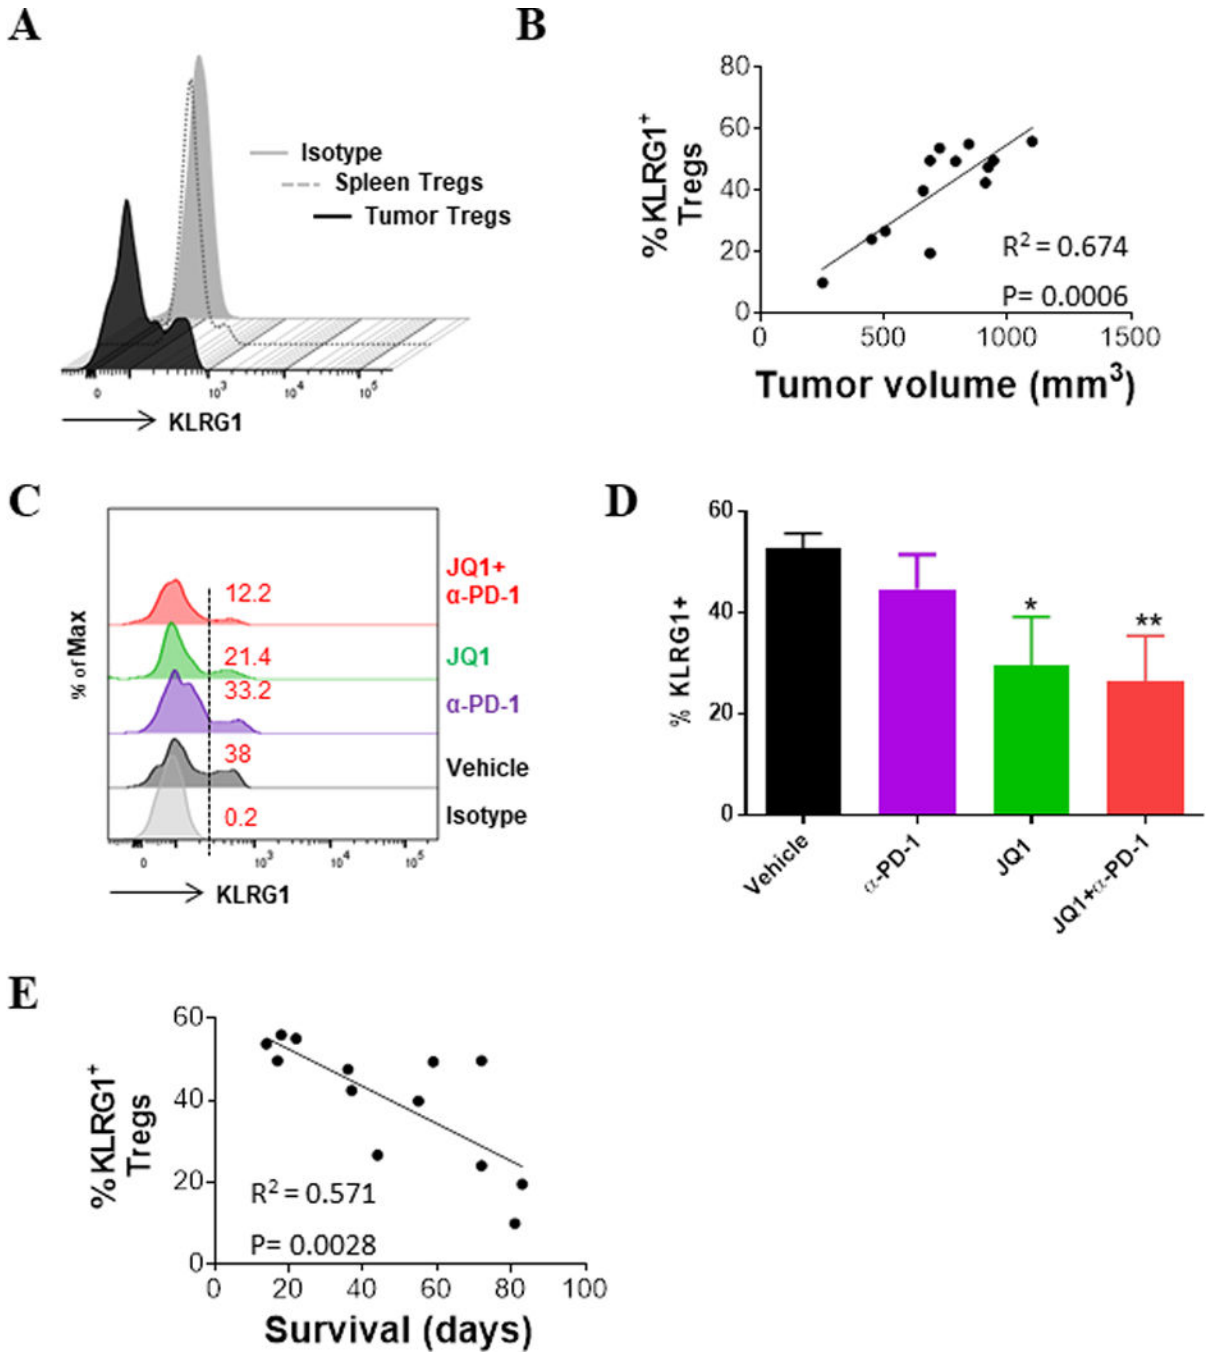 A
Isotype
Spleen Tregs
Tumor Tregs
0 10³ 10⁴ 10⁵
KLRG1
B
80
60
40
20
0
% KLRG1⁺
Tregs
R² = 0.674
P= 0.0006
0 500 1000 1500
Tumor volume (mm³)
C
% of Max
JQ1+
α-PD-1
12.2
JQ1
21.4
33.2
α-PD-1
38
Vehicle
0.2
Isotype
0 10³ 10⁴ 10⁵
KLRG1
D
60
40
20
0
% KLRG1+
*
**
Vehicle
α-PD-1
JQ1
JQ1+α-PD-1
E
60
40
20
0
% KLRG1⁺
Tregs
R² = 0.571
P= 0.0028
0 20 40 60 80 100
Survival (days)